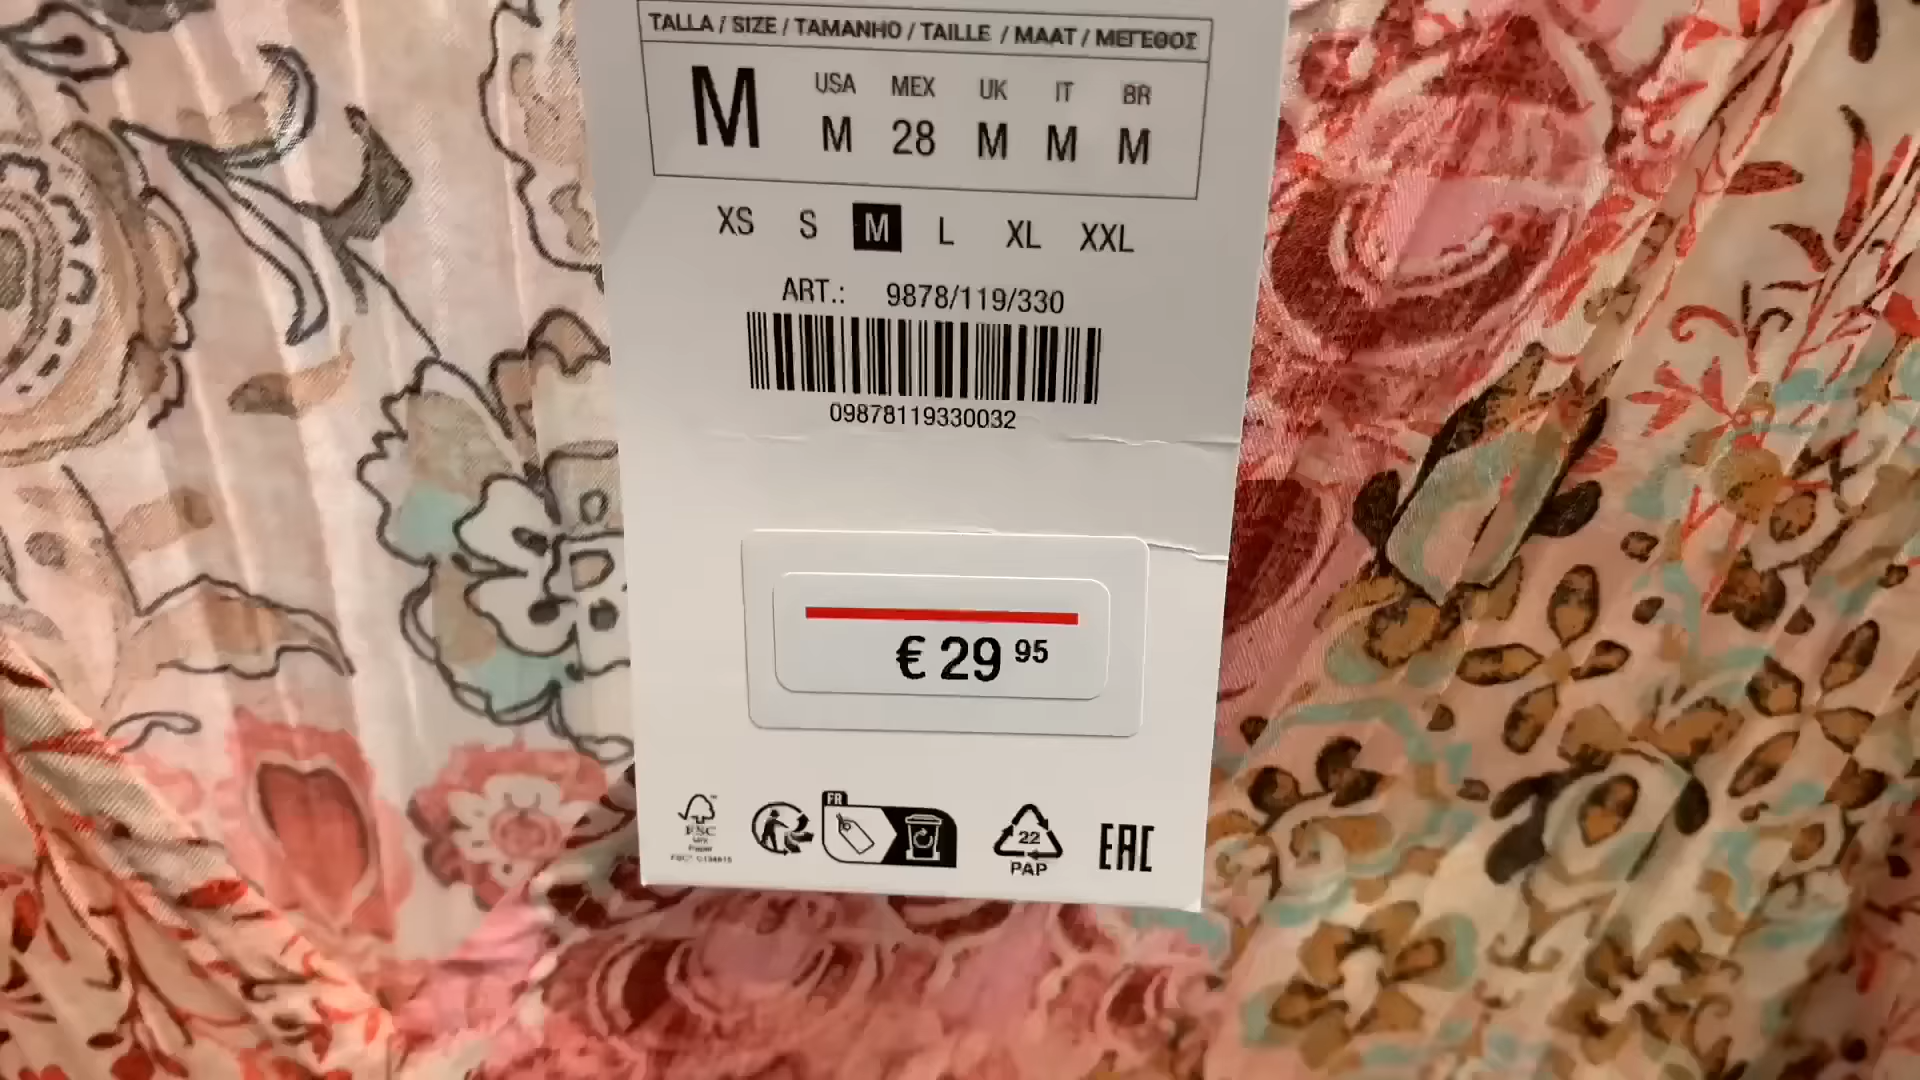 TALLA / SIZE / TAMANHO / TAILLE / MAAT / ΜΕΓΕΘΟΣ
M
USA MEX UK IT BR
M 28 M M M
XS S M L XL XXL
ART.: 9878/119/330
09878119330032
€ 29 95
FSC
FR
22
PAP
EAC